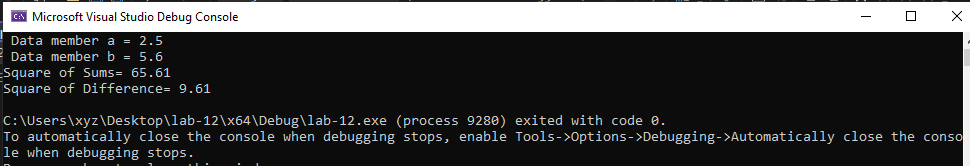 Microsoft Visual Studio Debug Console
Data member a = 2.5
Data member b = 5.6
Square of Sums= 65.61
Square of Difference= 9.61
C:\Users\xyz\Desktop\lab-12\x64\Debug\lab-12.exe (process 9280) exited with code 0.
To automatically close the console when debugging stops, enable Tools->Options->Debugging->Automatically close the conso
le when debugging stops.